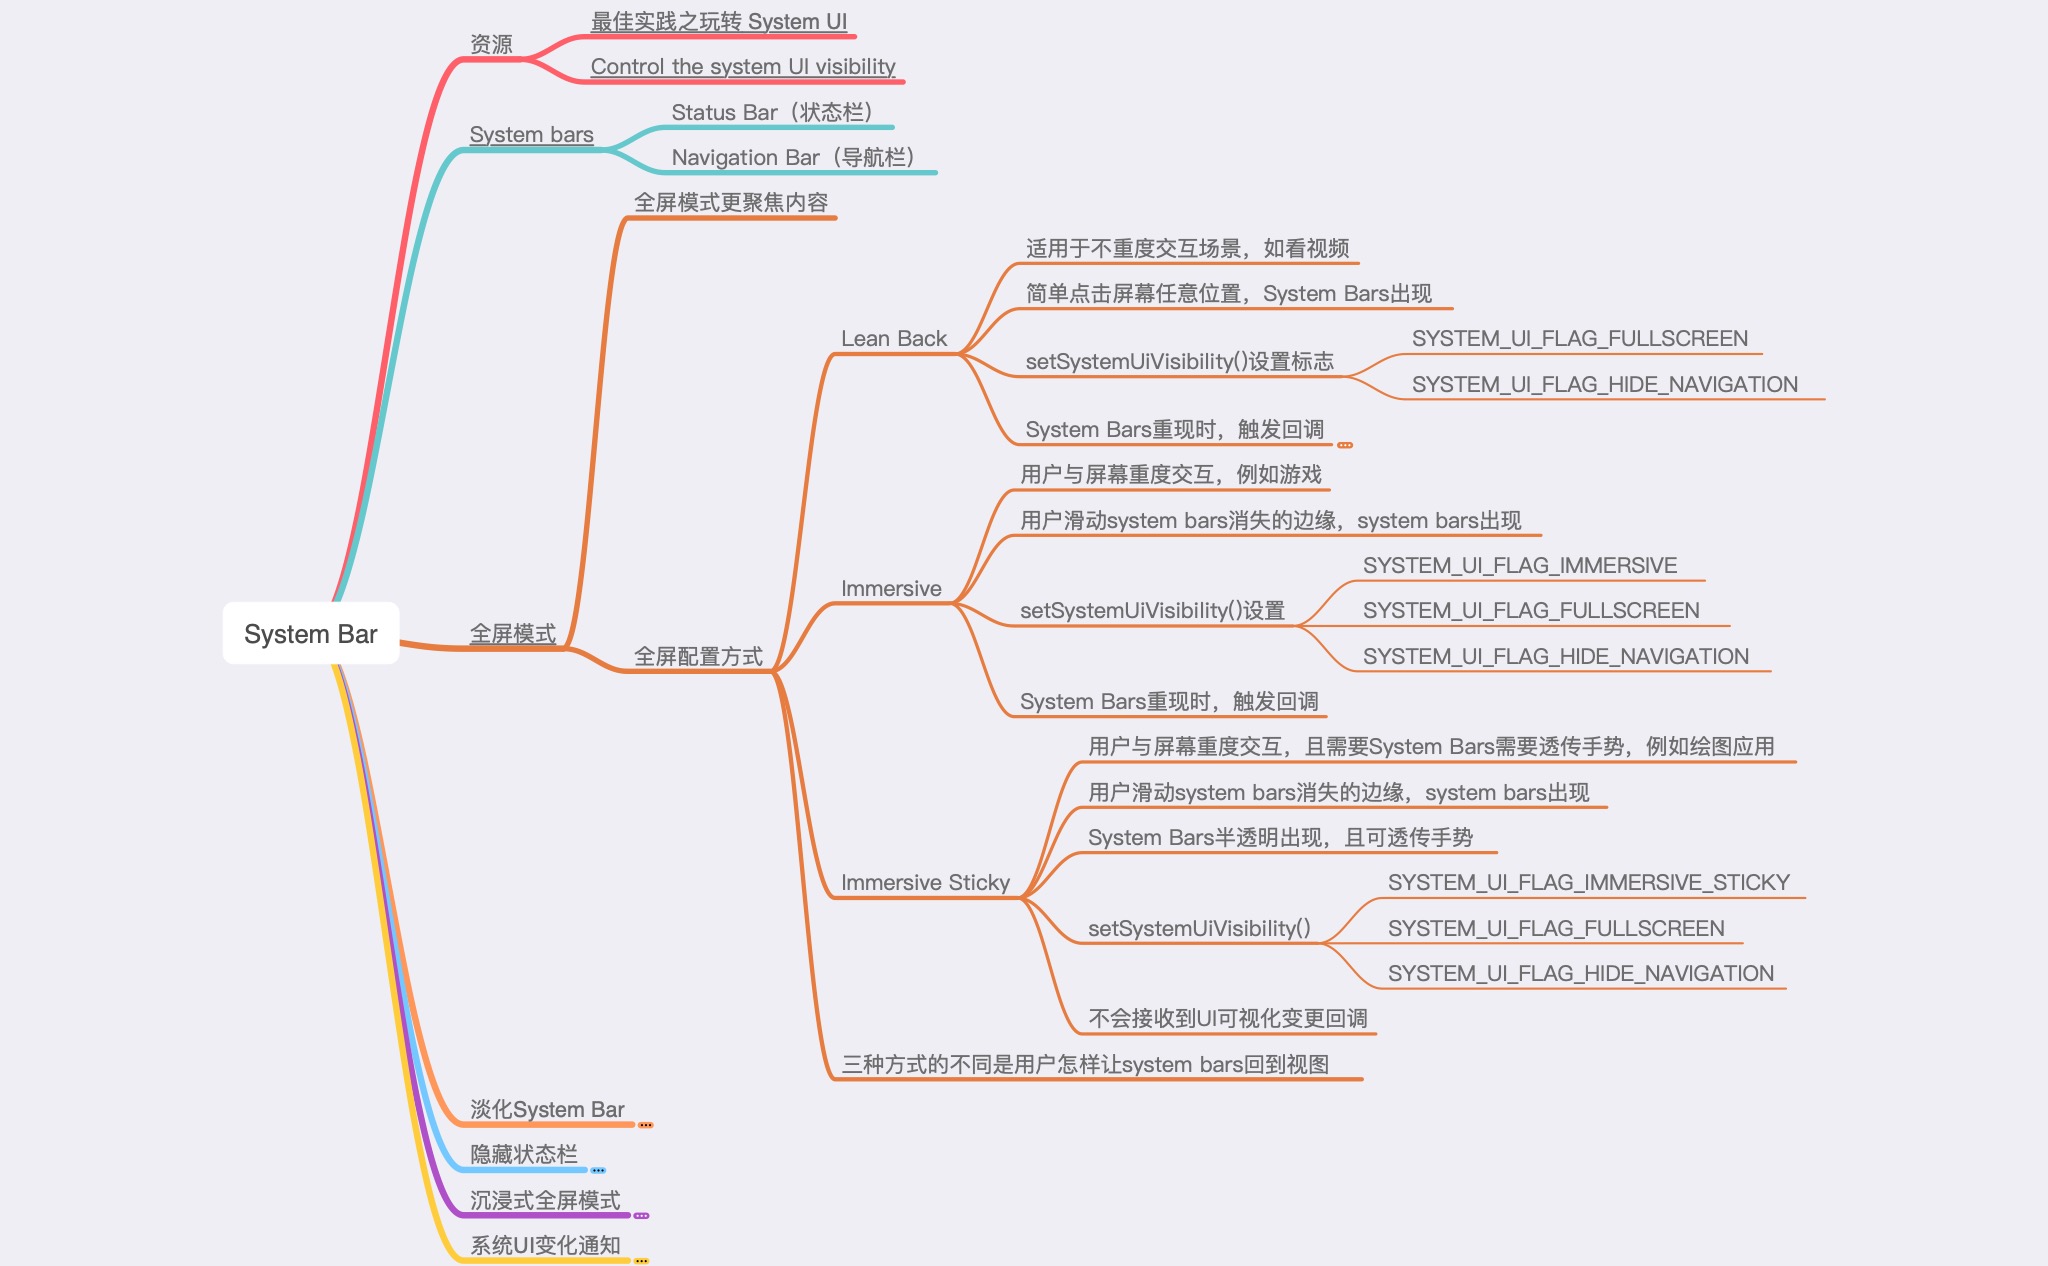 最佳实践之玩转 System UI
资源
Control the system UI visibility
Status Bar（状态栏）
System bars
Navigation Bar（导航栏）
全屏模式更聚焦内容
适用于不重度交互场景，如看视频
简单点击屏幕任意位置，System Bars出现
Lean Back
SYSTEM_UI_FLAG_FULLSCREEN
setSystemUiVisibility()设置标志
SYSTEM_UI_FLAG_HIDE_NAVIGATION
System Bars重现时，触发回调
用户与屏幕重度交互，例如游戏
用户滑动system bars消失的边缘，system bars出现
SYSTEM_UI_FLAG_IMMERSIVE
Immersive
setSystemUiVisibility()设置
SYSTEM_UI_FLAG_FULLSCREEN
System Bar
全屏模式
全屏配置方式
SYSTEM_UI_FLAG_HIDE_NAVIGATION
System Bars重现时，触发回调
用户与屏幕重度交互，且需要System Bars需要透传手势，例如绘图应用
用户滑动system bars消失的边缘，system bars出现
System Bars半透明出现，且可透传手势
Immersive Sticky
SYSTEM_UI_FLAG_IMMERSIVE_STICKY
setSystemUiVisibility()
SYSTEM_UI_FLAG_FULLSCREEN
SYSTEM_UI_FLAG_HIDE_NAVIGATION
不会接收到UI可视化变更回调
三种方式的不同是用户怎样让system bars回到视图
淡化System Bar
隐藏状态栏
沉浸式全屏模式
系统UI变化通知